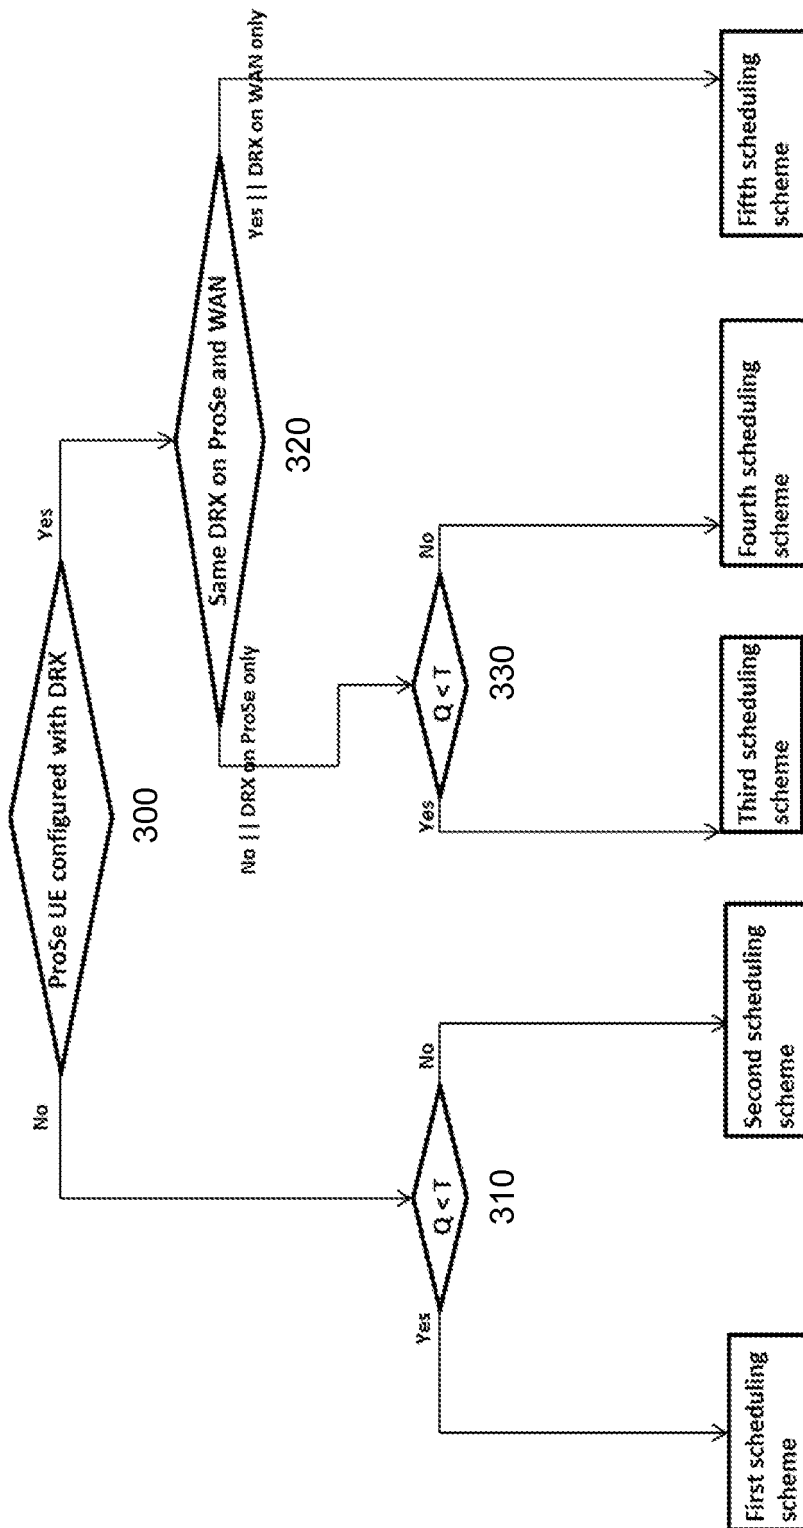 ProSe UE configured with DRX
300
No
Yes
Same DRX on ProSe and WAN
320
No || DRX on ProSe only
Yes || DRX on WAN only
Q < T
310
Yes
No
Q < T
330
Yes
No
First scheduling
scheme
Second scheduling
scheme
Third scheduling
scheme
Fourth scheduling
scheme
Fifth scheduling
scheme